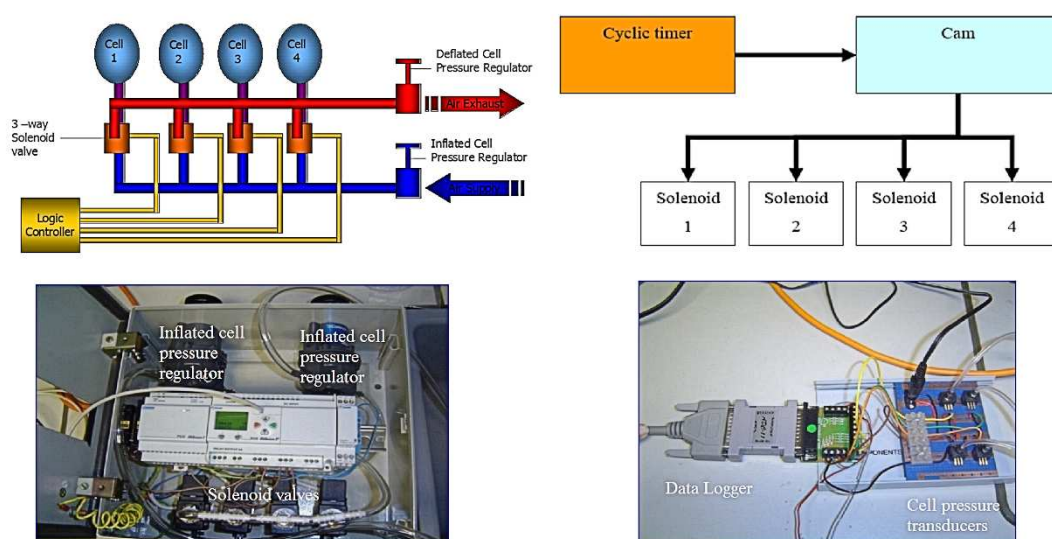 Cell
1
Cell
2
Cell
3
Cell
4
Deflated Cell
Pressure Regulator
Air Exhaust
3 –way
Solenoid
valve
Inflated Cell
Pressure Regulator
Air Supply
Logic
Controller
Cyclic timer
Cam
Solenoid
1
Solenoid
2
Solenoid
3
Solenoid
4
Inflated cell
pressure
regulator
Inflated cell
pressure
regulator
Solenoid valves
Data Logger
Cell pressure
transducers